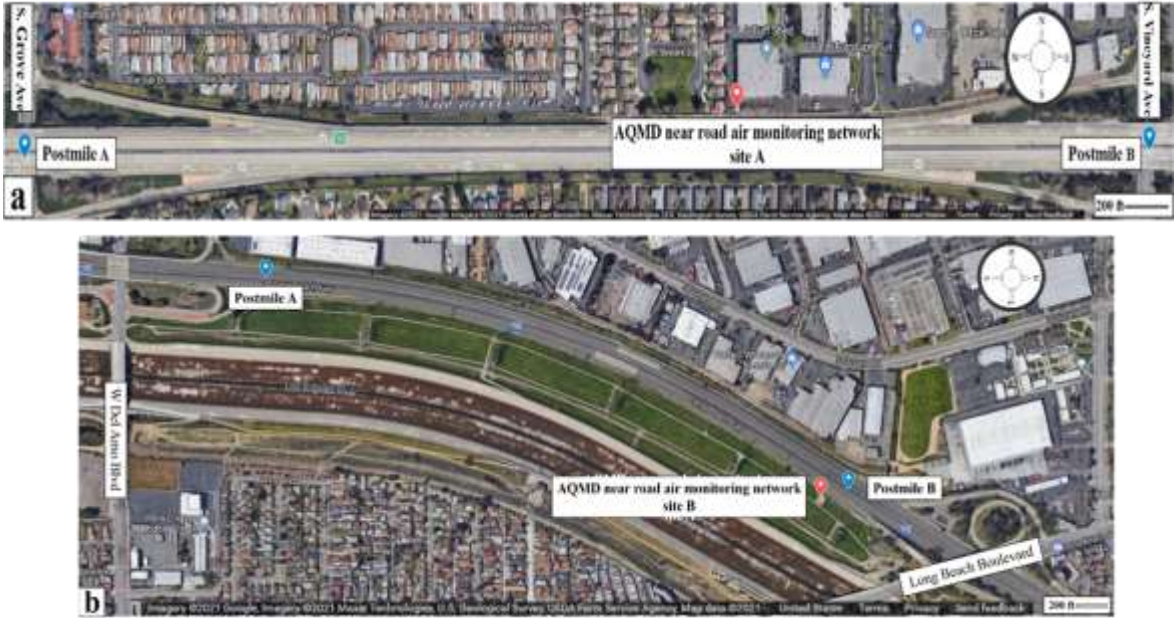 S. Grove Ave
S. Vineyard Ave
AQMD near road air monitoring network
site A
Postmile A
Postmile B
a
200 ft
Postmile A
W Del Amo Blvd
AQMD near road air monitoring network
site B
Postmile B
Long Beach Boulevard
b
Imagery ©2021 Google, Imagery ©2021 Maxar Technologies, U.S. Geological Survey, USDA Farm Service Agency, Map data ©2021 United States Terms Privacy Send feedback
200 ft